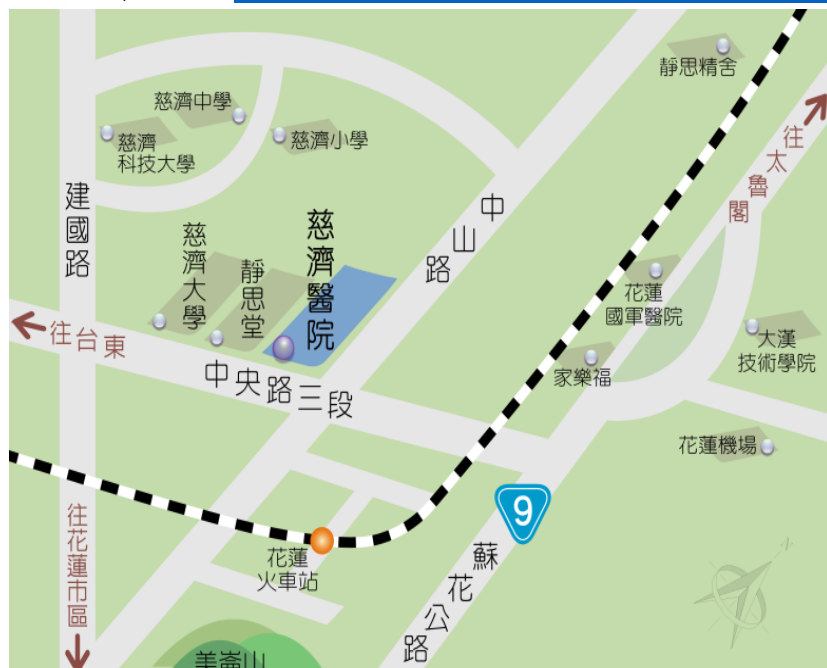 靜思精舍
往太魯閣
慈濟中學
慈濟
科技大學
慈濟小學
建國路
中山路
慈濟大學
靜思堂
慈濟醫院
花蓮
國軍醫院
往台東
大漢
技術學院
家樂福
中央路三段
花蓮機場
9
往花蓮市區
花蓮
火車站
蘇花公路
N
美崙山